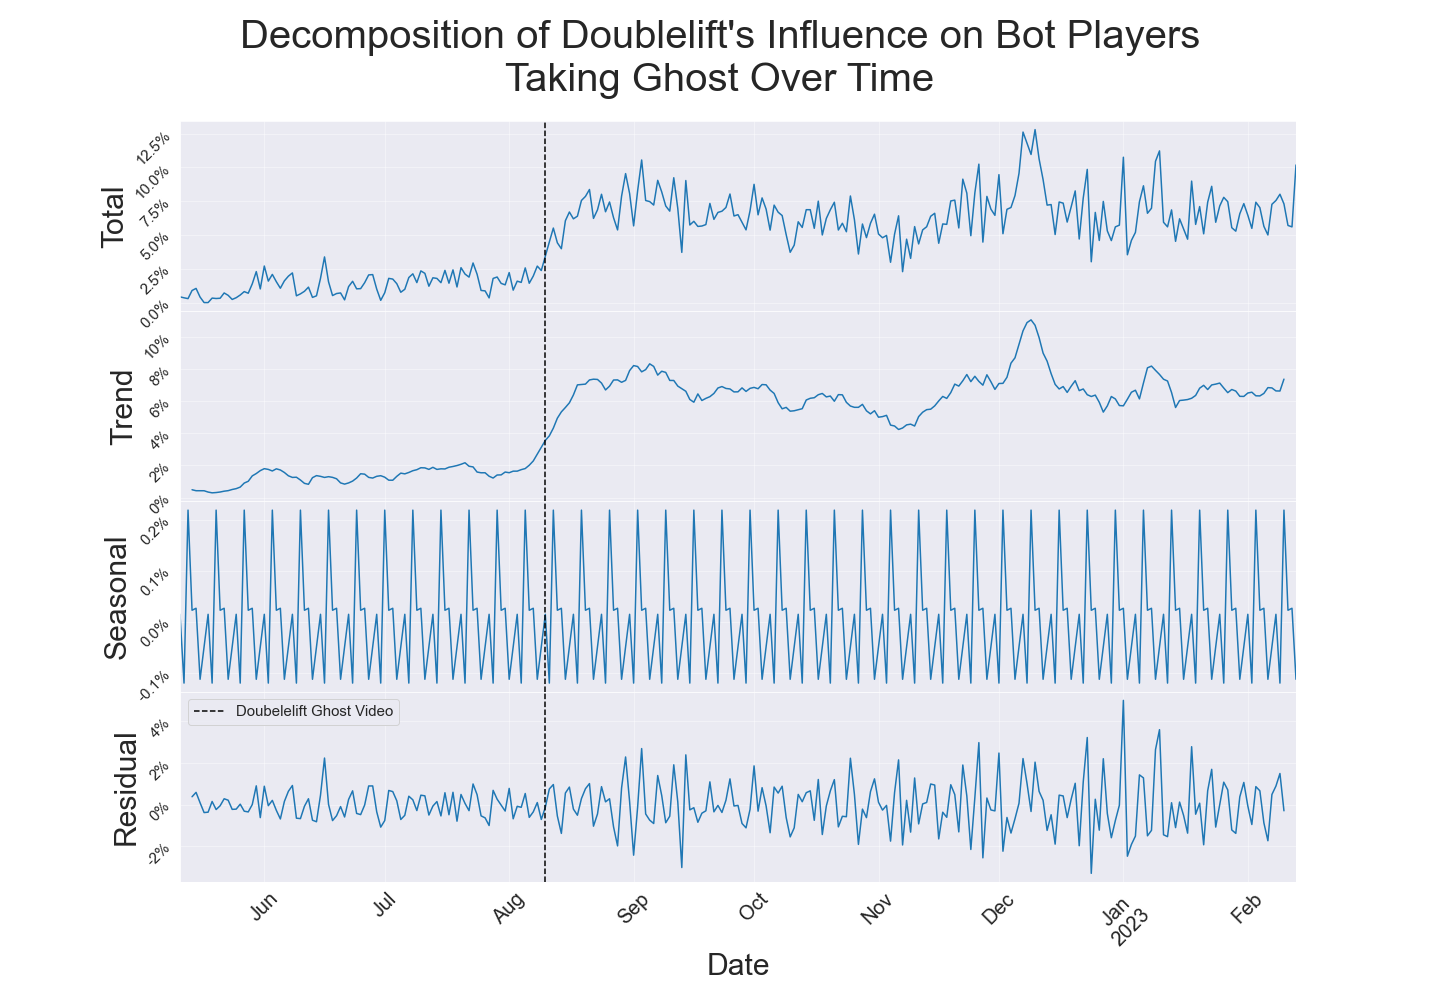 Decomposition of Doublelift's Influence on Bot Players
Taking Ghost Over Time
Total
12.5%
10.0%
7.5%
5.0%
2.5%
0.0%
Trend
10%
8%
6%
4%
2%
0%
Seasonal
0.2%
0.1%
0.0%
-0.1%
Residual
4%
2%
0%
-2%
Doubelelift Ghost Video
Jun
Jul
Aug
Sep
Oct
Nov
Dec
Jan
2023
Feb
Date